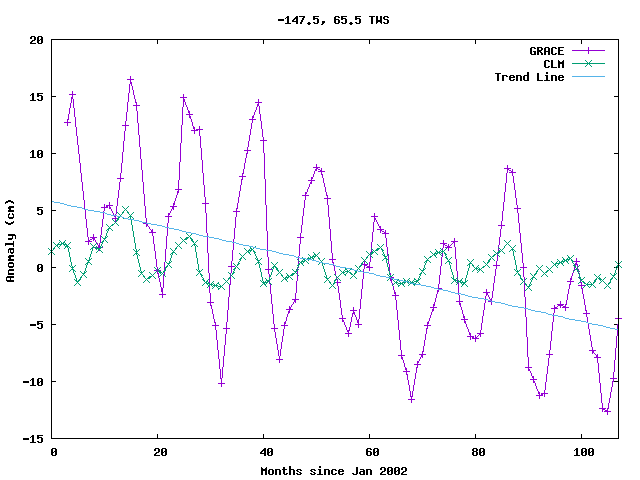 -147.5, 65.5 TWS
GRACE
CLM
Trend Line
20
15
10
5
0
-5
-10
-15
Anomaly (cm)
0 20 40 60 80 100
Months since Jan 2002